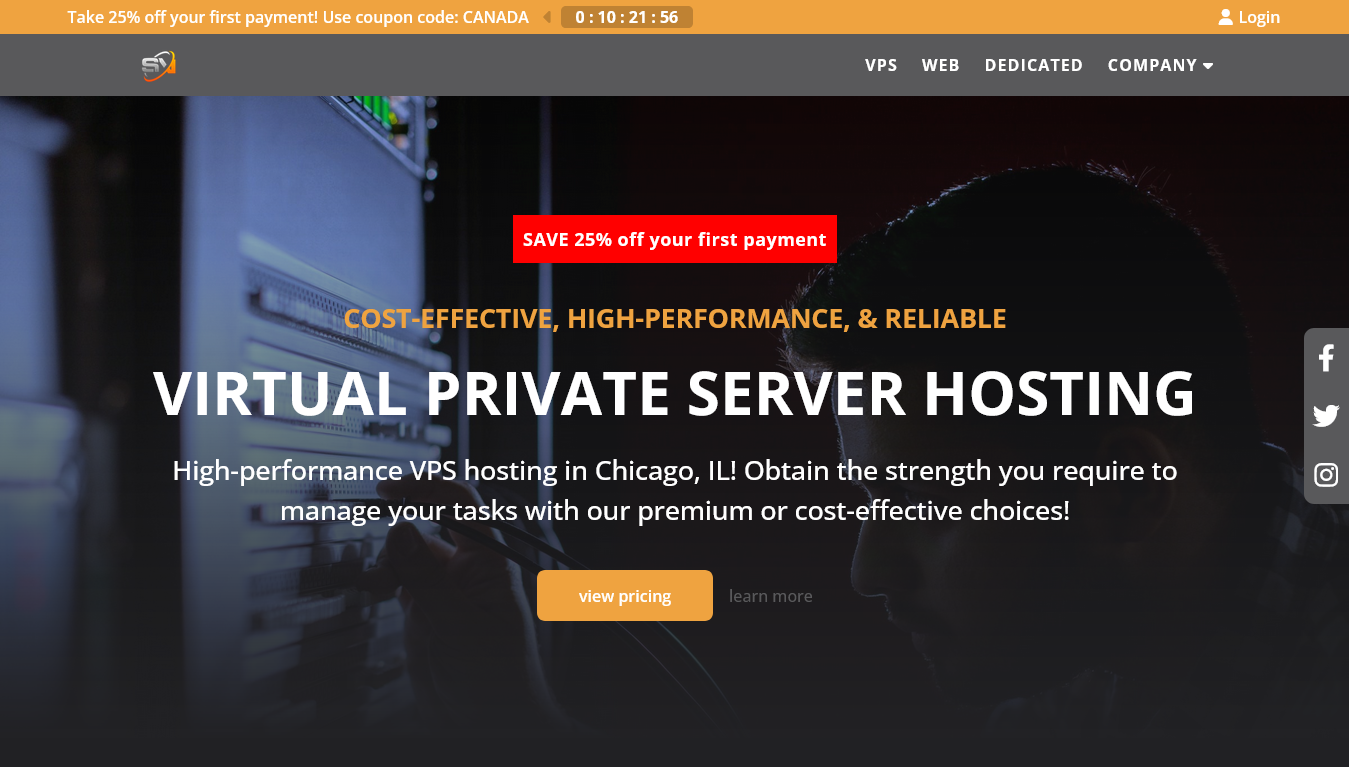 Take 25% off your first payment! Use coupon code: CANADA
0 : 10 : 21 : 56
Login
VPS
WEB
DEDICATED
COMPANY
SAVE 25% off your first payment
COST-EFFECTIVE, HIGH-PERFORMANCE, & RELIABLE
VIRTUAL PRIVATE SERVER HOSTING
High-performance VPS hosting in Chicago, IL! Obtain the strength you require to
manage your tasks with our premium or cost-effective choices!
view pricing
learn more